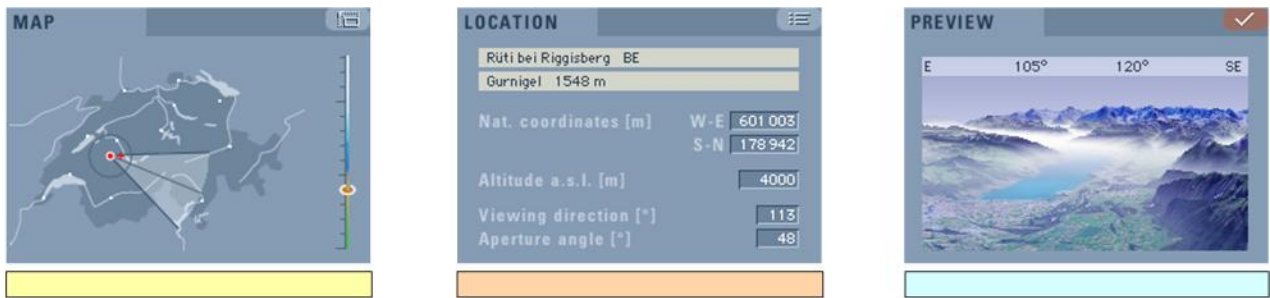 MAP
LOCATION
Rüti bei Riggisberg BE
Gurnigel 1548 m
Nat. coordinates [m] W-E 601 003
S-N 178 942
Altitude a.s.l. [m] 4000
Viewing direction [°] 113
Aperture angle [°] 48
PREVIEW
E 105° 120° SE